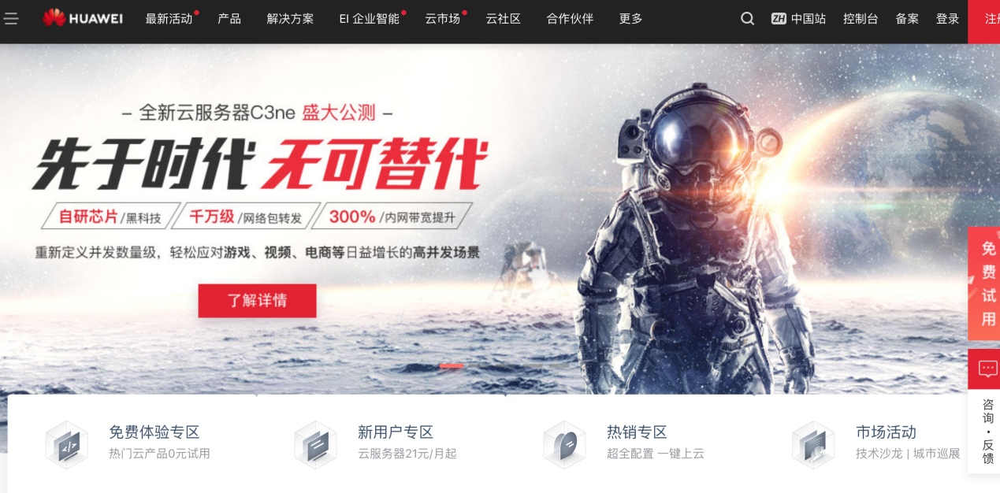 HUAWEI 最新活动 产品 解决方案 EI 企业智能 云市场 云社区 合作伙伴 更多 ZH 中国站 控制台 备案 登录
– 全新云服务器C3ne 盛大公测 –
先于时代 无可替代
自研芯片/黑科技 千万级/网络包转发 300%/内网带宽提升
重新定义并发数量级，轻松应对游戏、视频、电商等日益增长的高并发场景
了解详情
免费试用
咨询·反馈
免费体验专区
热门云产品0元试用
新用户专区
云服务器21元/月起
热销专区
超全配置 一键上云
市场活动
技术沙龙 | 城市巡展